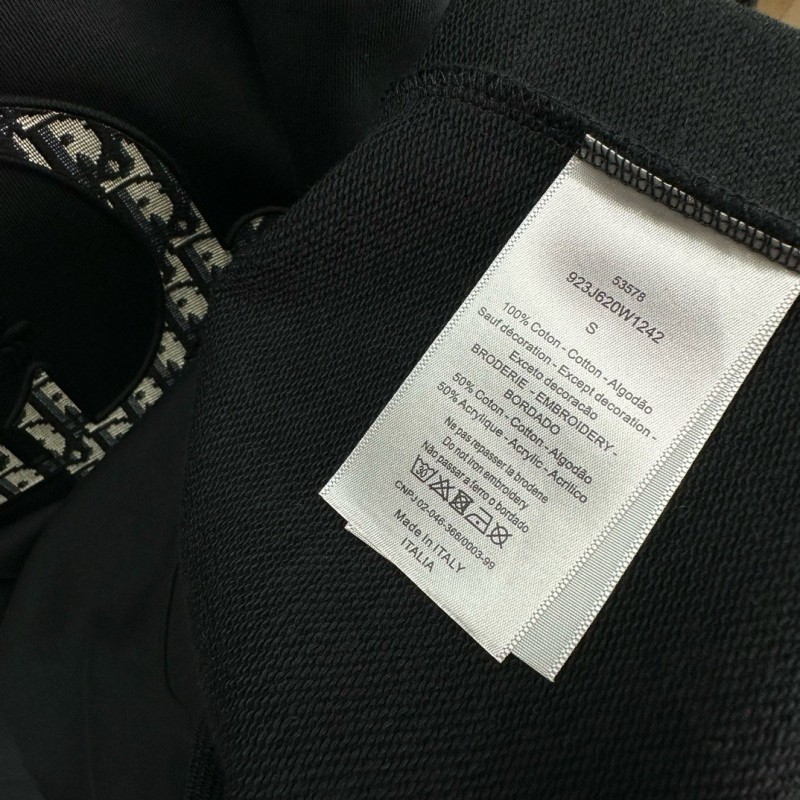 53578
923J620W1242
S
100% Coton - Cotton - Algodão
Sauf décoration - Except decoration -
Exceto decoracão
BRODERIE - EMBROIDERY -
BORDADO
50% Coton - Cotton - Algodão
50% Acrylique - Acrylic - Acrílico
Ne pas repasser la broderie
Do not iron embroidery
Não passar a ferro o bordado
30
CNPJ 02-046-368/0003-99
Made in ITALY
ITALIA